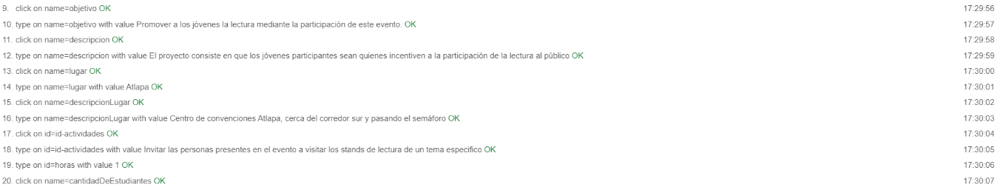 9. click on name=objetivo OK 17:29:56
10. type on name=objetivo with value Promover a los jóvenes la lectura mediante la participación de este evento. OK 17:29:57
11. click on name=descripcion OK 17:29:58
12. type on name=descripcion with value El proyecto consiste en que los jóvenes participantes sean quienes incentiven a la participación de la lectura al público OK 17:29:59
13. click on name=lugar OK 17:30:00
14. type on name=lugar with value Atlapa OK 17:30:01
15. click on name=descripcionLugar OK 17:30:02
16. type on name=descripcionLugar with value Centro de convenciones Atlapa, cerca del corredor sur y pasando el semáforo OK 17:30:03
17. click on id=id-actividades OK 17:30:04
18. type on id=id-actividades with value Invitar las personas presentes en el evento a visitar los stands de lectura de un tema especifico OK 17:30:05
19. type on id=horas with value 1 OK 17:30:06
20. click on name=cantidadDeEstudiantes OK 17:30:07